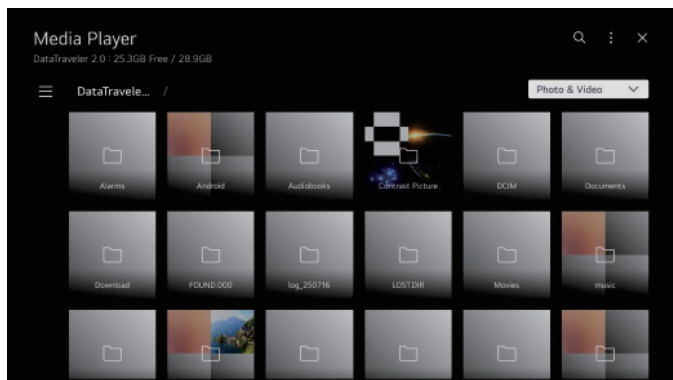 Media Player
DataTraveler 2.0 : 25.3GB Free / 28.9GB
DataTravele... /
Photo & Video
Alarms
Android
Audiobooks
Contrast Picture
DCIM
Documents
Download
FOUND.000
log_250716
LOST.DIR
Movies
music